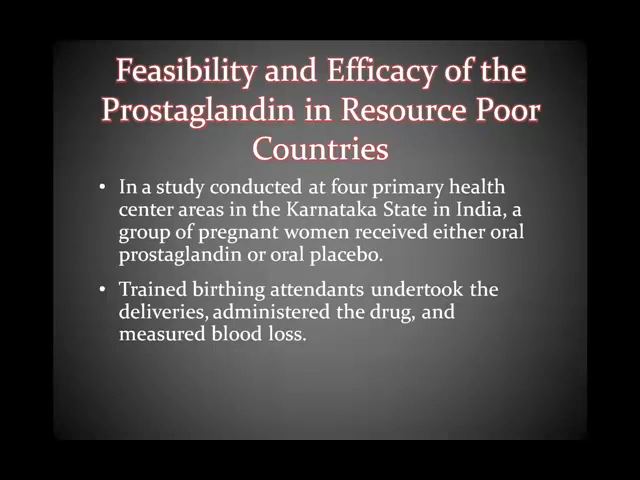 Feasibility and Efficacy of the
Prostaglandin in Resource Poor
Countries
• In a study conducted at four primary health
center areas in the Karnataka State in India, a
group of pregnant women received either oral
prostaglandin or oral placebo.
• Trained birthing attendants undertook the
deliveries, administered the drug, and
measured blood loss.